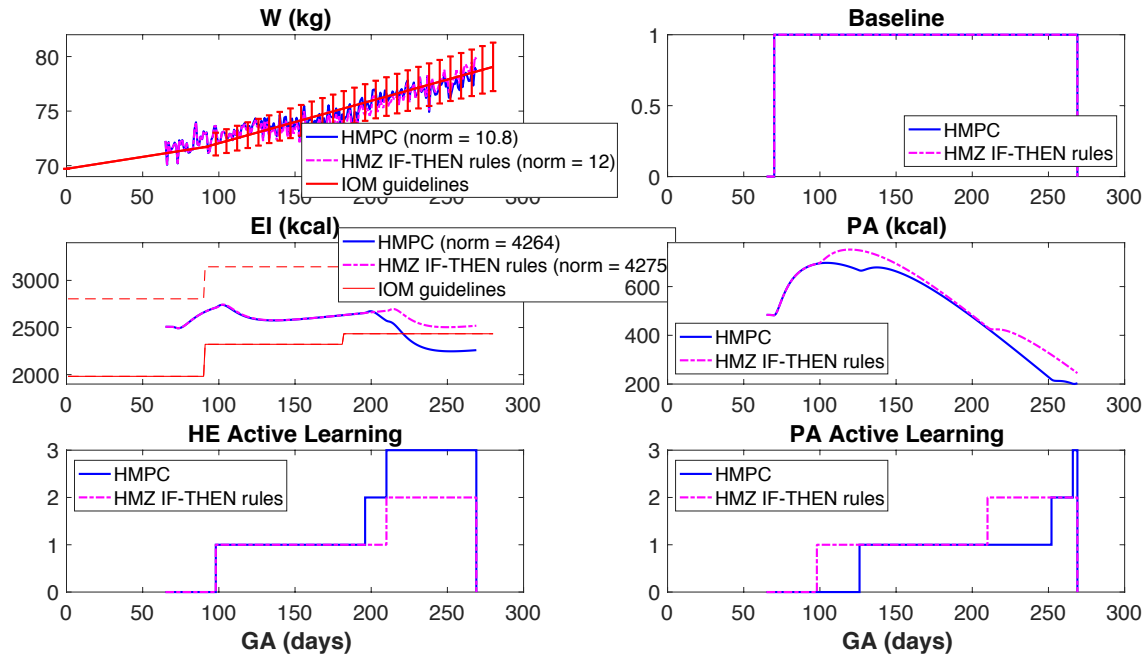 W (kg)
80
75
70
0 50 100 150 200 250 300
HMPC (norm = 10.8)
HMZ IF-THEN rules (norm = 12)
IOM guidelines
Baseline
1
0.5
0
0 50 100 150 200 250 300
HMPC
HMZ IF-THEN rules
EI (kcal)
3000
2500
2000
0 50 100 150 200 250 300
HMPC (norm = 4264)
HMZ IF-THEN rules (norm = 4275
IOM guidelines
PA (kcal)
600
400
200
0 50 100 150 200 250 300
HMPC
HMZ IF-THEN rules
HE Active Learning
3
2
1
0
0 50 100 150 200 250 300
GA (days)
HMPC
HMZ IF-THEN rules
PA Active Learning
3
2
1
0
0 50 100 150 200 250 300
GA (days)
HMPC
HMZ IF-THEN rules